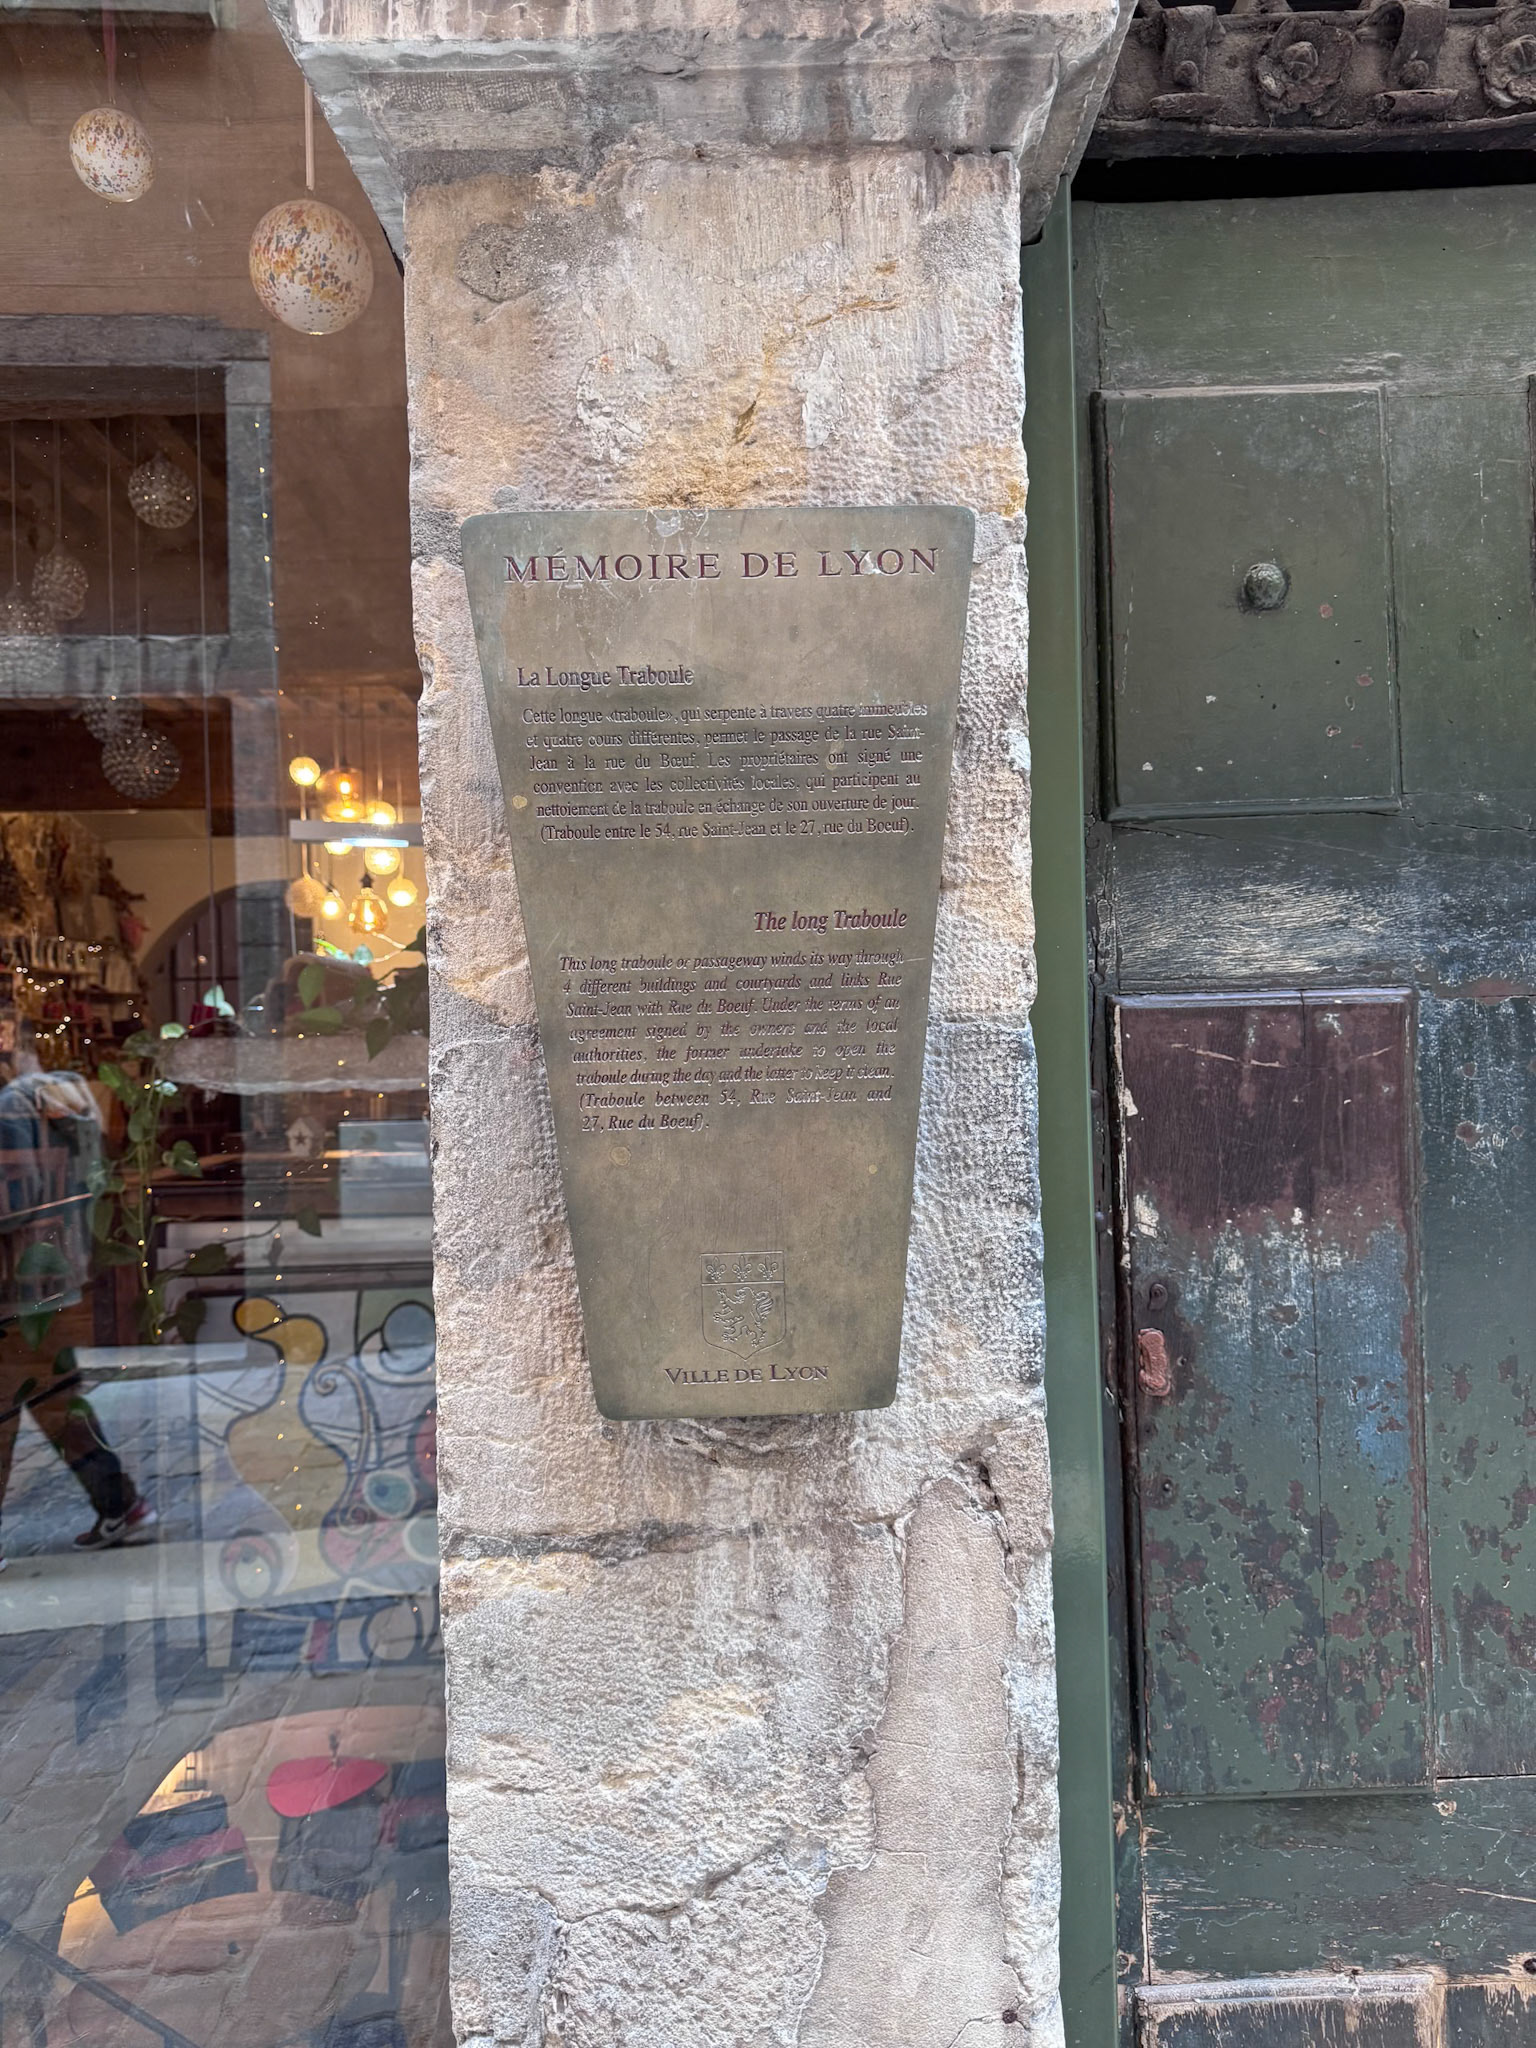 MÉMOIRE DE LYON
La Longue Traboule
Cette longue «traboule», qui serpente à travers quatre immeubles
et quatre cours différentes, permet le passage de la rue Saint-
Jean à la rue du Bœuf. Les propriétaires ont signé une
convention avec les collectivités locales, qui participent au
nettoiement de la traboule en échange de son ouverture de jour.
(Traboule entre le 54, rue Saint-Jean et le 27, rue du Boeuf).
The long Traboule
This long traboule or passageway winds its way through
4 different buildings and courtyards and links Rue
Saint-Jean with Rue du Boeuf. Under the terms of an
agreement signed by the owners and the local
authorities, the former undertake to open the
traboule during the day and the latter to keep it clean.
(Traboule between 54, Rue Saint-Jean and
27, Rue du Boeuf).
VILLE DE LYON